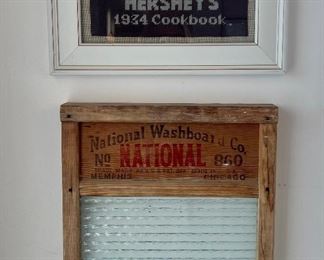 HERSHEY'S
1934 Cookbook
National Washboard Co.
No NATIONAL 860
MEMPHIS CHICAGO